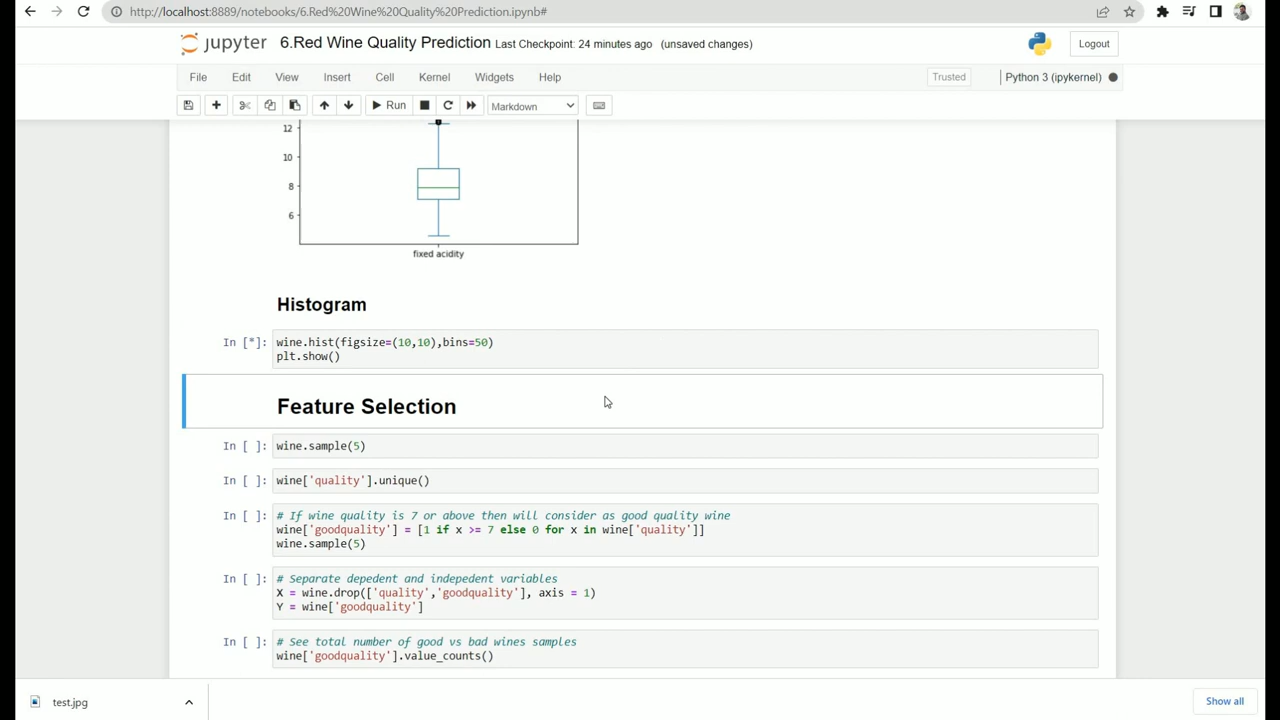 http://localhost:8889/notebooks/6.Red%20Wine%20Quality%20Prediction.ipynb#
jupyter 6.Red Wine Quality Prediction Last Checkpoint: 24 minutes ago (unsaved changes) Logout
File Edit View Insert Cell Kernel Widgets Help Trusted Python 3 (ipykernel)
Run Markdown
12
10
8
6
fixed acidity
Histogram
In [*]: wine.hist(figsize=(10,10),bins=50)
plt.show()
Feature Selection
In [ ]: wine.sample(5)
In [ ]: wine['quality'].unique()
In [ ]: # If wine quality is 7 or above then will consider as good quality wine
wine['goodquality'] = [1 if x >= 7 else 0 for x in wine['quality']]
wine.sample(5)
In [ ]: # Separate depedent and indepedent variables
X = wine.drop(['quality','goodquality'], axis = 1)
Y = wine['goodquality']
In [ ]: # See total number of good vs bad wines samples
wine['goodquality'].value_counts()
test.jpg Show all